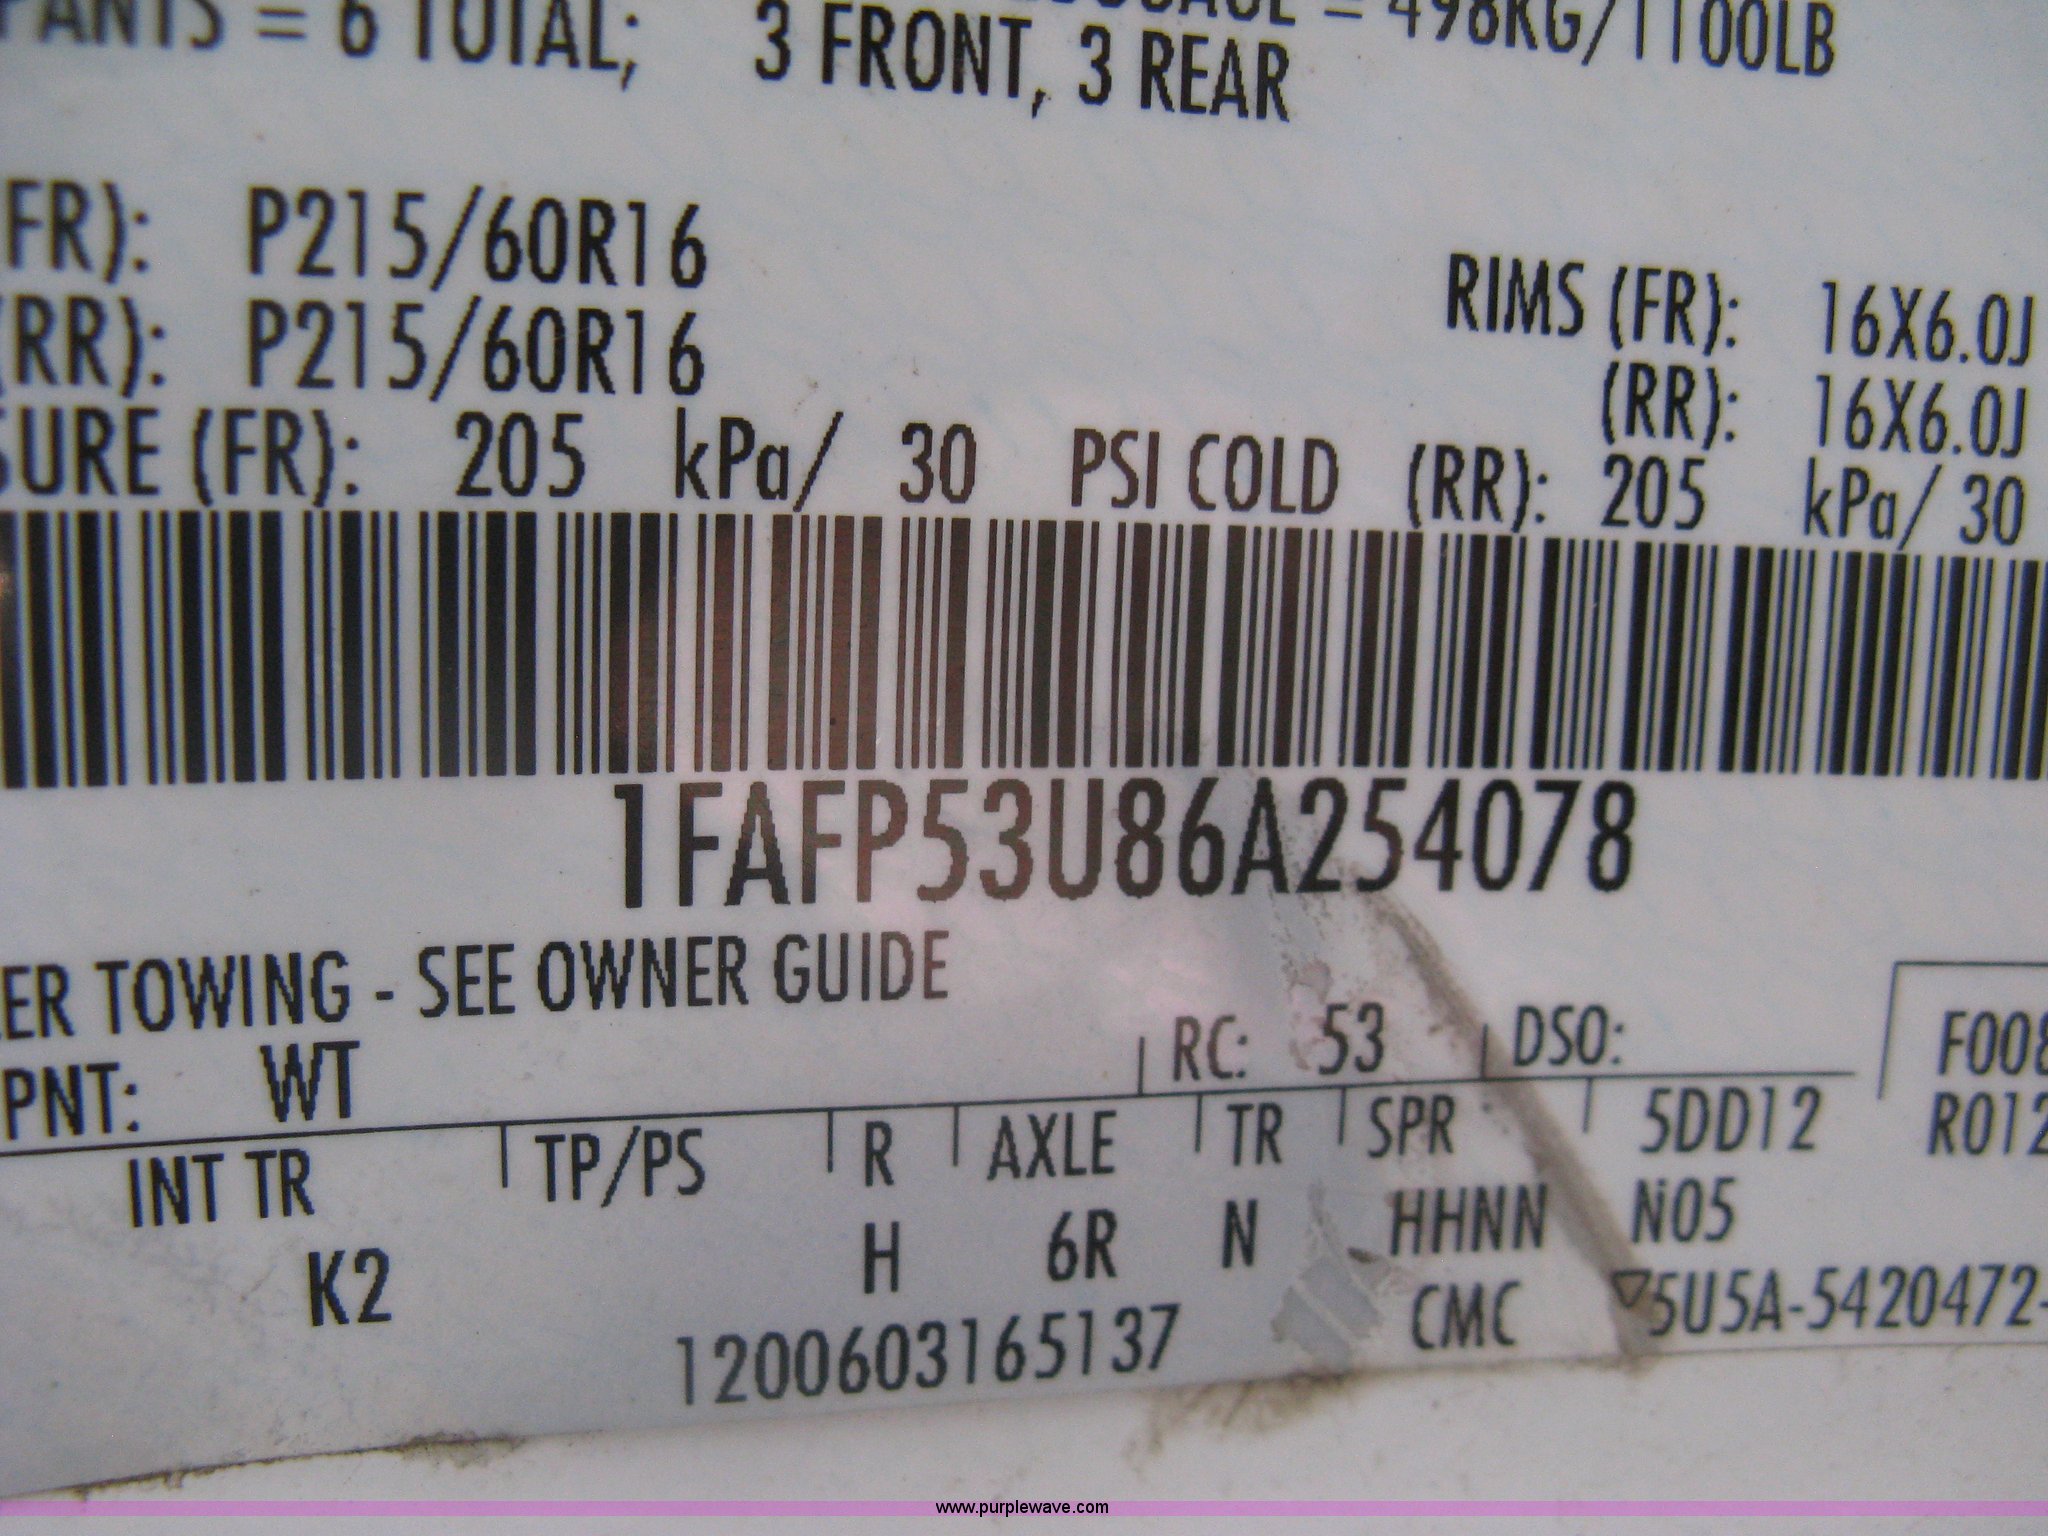 PANTS = 6 TOTAL; 3 FRONT, 3 REAR = 498KG/1100LB
FR): P215/60R16 RIMS (FR): 16X6.0J
(RR): P215/60R16 (RR): 16X6.0J
SURE (FR): 205 kPa/ 30 PSI COLD (RR): 205 kPa/ 30
1FAFP53U86A254078
ER TOWING - SEE OWNER GUIDE
PNT: WT RC: 53 DSO: F008
INT TR TP/PS R AXLE TR SPR 5DD12 R012
K2 H 6R N HHNN N05
1200603165137 CMC ▽5U5A-5420472-
www.purplewave.com